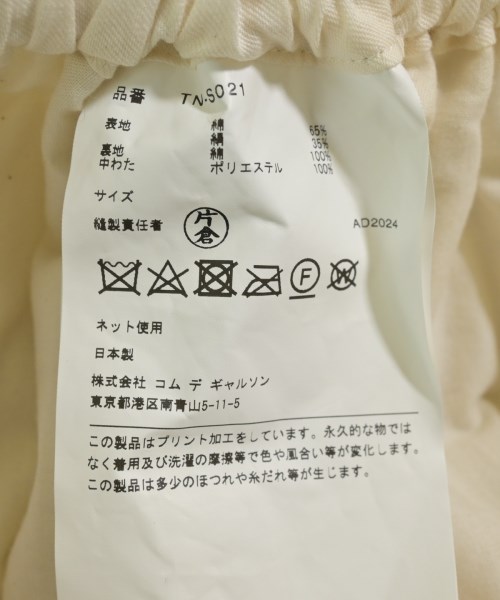 品番 TN-S021
表地 綿 65%
絹 35%
裏地 綿 100%
中わた ポリエステル 100%
サイズ
縫製責任者 片倉 AD2024
F W
ネット使用
日本製
株式会社 コム デ ギャルソン
東京都港区南青山5-11-5
この製品はプリント加工をしています。永久的な物では
なく着用及び洗濯の摩擦等で色や風合い等が変化します。
この製品は多少のほつれや糸だれ等が生じます。